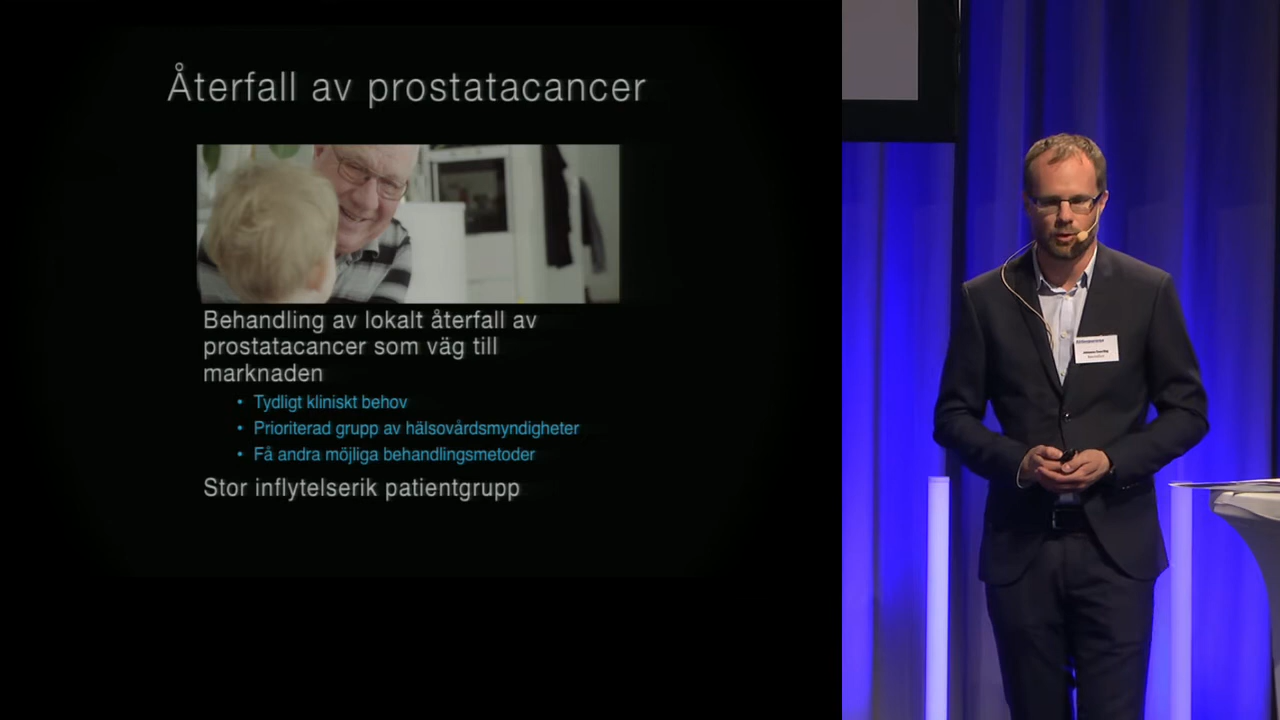 Återfall av prostatacancer
Behandling av lokalt återfall av
prostatacancer som väg till
marknaden
• Tydligt kliniskt behov
• Prioriterad grupp av hälsovårdsmyndigheter
• Få andra möjliga behandlingsmetoder
Stor inflytelserik patientgrupp